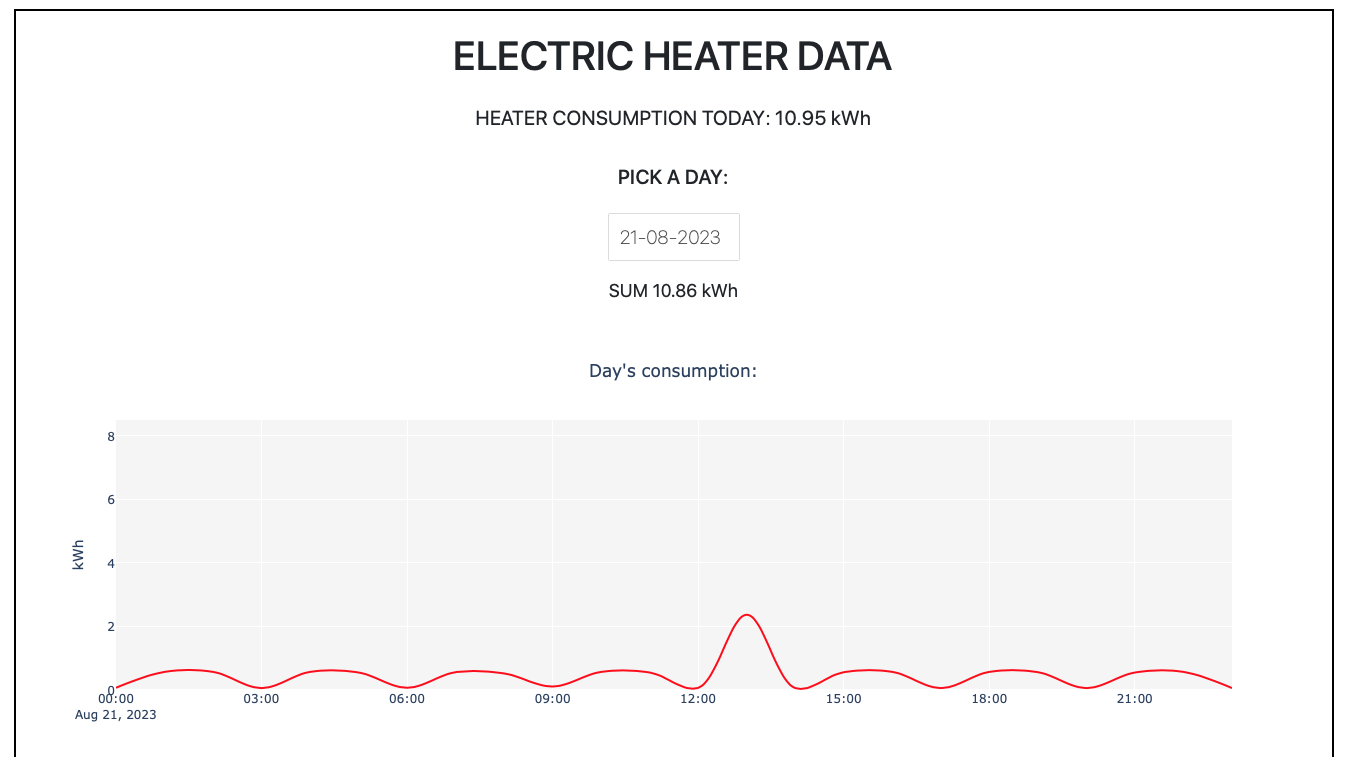 ELECTRIC HEATER DATA
HEATER CONSUMPTION TODAY: 10.95 kWh
PICK A DAY:
21-08-2023
SUM 10.86 kWh
Day's consumption:
8
6
4
2
0
kWh
00:00 03:00 06:00 09:00 12:00 15:00 18:00 21:00
Aug 21, 2023